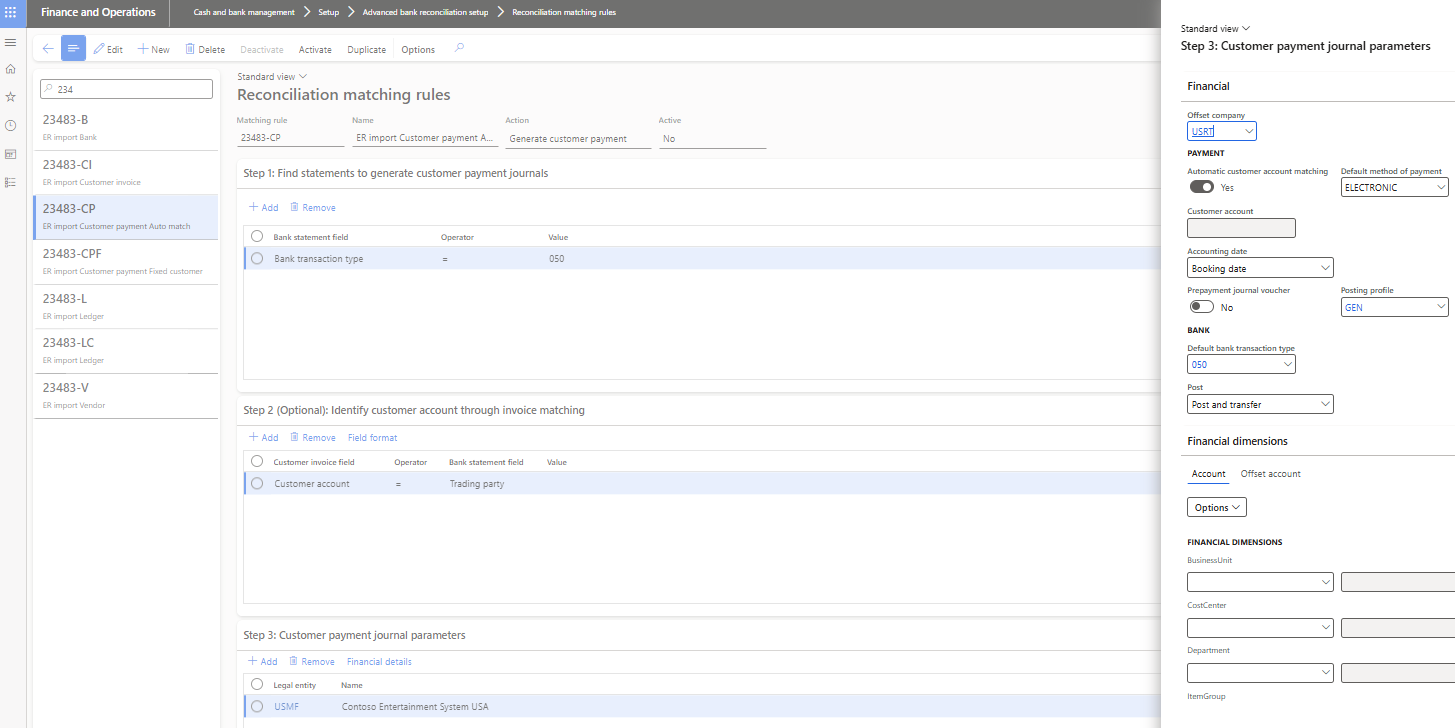 Finance and Operations
Cash and bank management > Setup > Advanced bank reconciliation setup > Reconciliation matching rules
Edit + New Delete Deactivate Activate Duplicate Options
234
23483-B
ER import Bank
23483-CI
ER import Customer invoice
23483-CP
ER import Customer payment Auto match
23483-CPF
ER import Customer payment Fixed customer
23483-L
ER import Ledger
23483-LC
ER import Ledger
23483-V
ER import Vendor
Standard view
Reconciliation matching rules
Matching rule Name Action Active
23483-CP ER import Customer payment A... Generate customer payment No
Step 1: Find statements to generate customer payment journals
+ Add Remove
Bank statement field Operator Value
Bank transaction type = 050
Step 2 (Optional): Identify customer account through invoice matching
+ Add Remove Field format
Customer invoice field Operator Bank statement field Value
Customer account = Trading party
Step 3: Customer payment journal parameters
+ Add Remove Financial details
Legal entity Name
USMF Contoso Entertainment System USA
Standard view
Step 3: Customer payment journal parameters
Financial
Offset company
USRT
PAYMENT
Automatic customer account matching Default method of payment
Yes ELECTRONIC
Customer account
Accounting date
Booking date
Prepayment journal voucher Posting profile
No GEN
BANK
Default bank transaction type
050
Post
Post and transfer
Financial dimensions
Account Offset account
Options
FINANCIAL DIMENSIONS
BusinessUnit
CostCenter
Department
ItemGroup